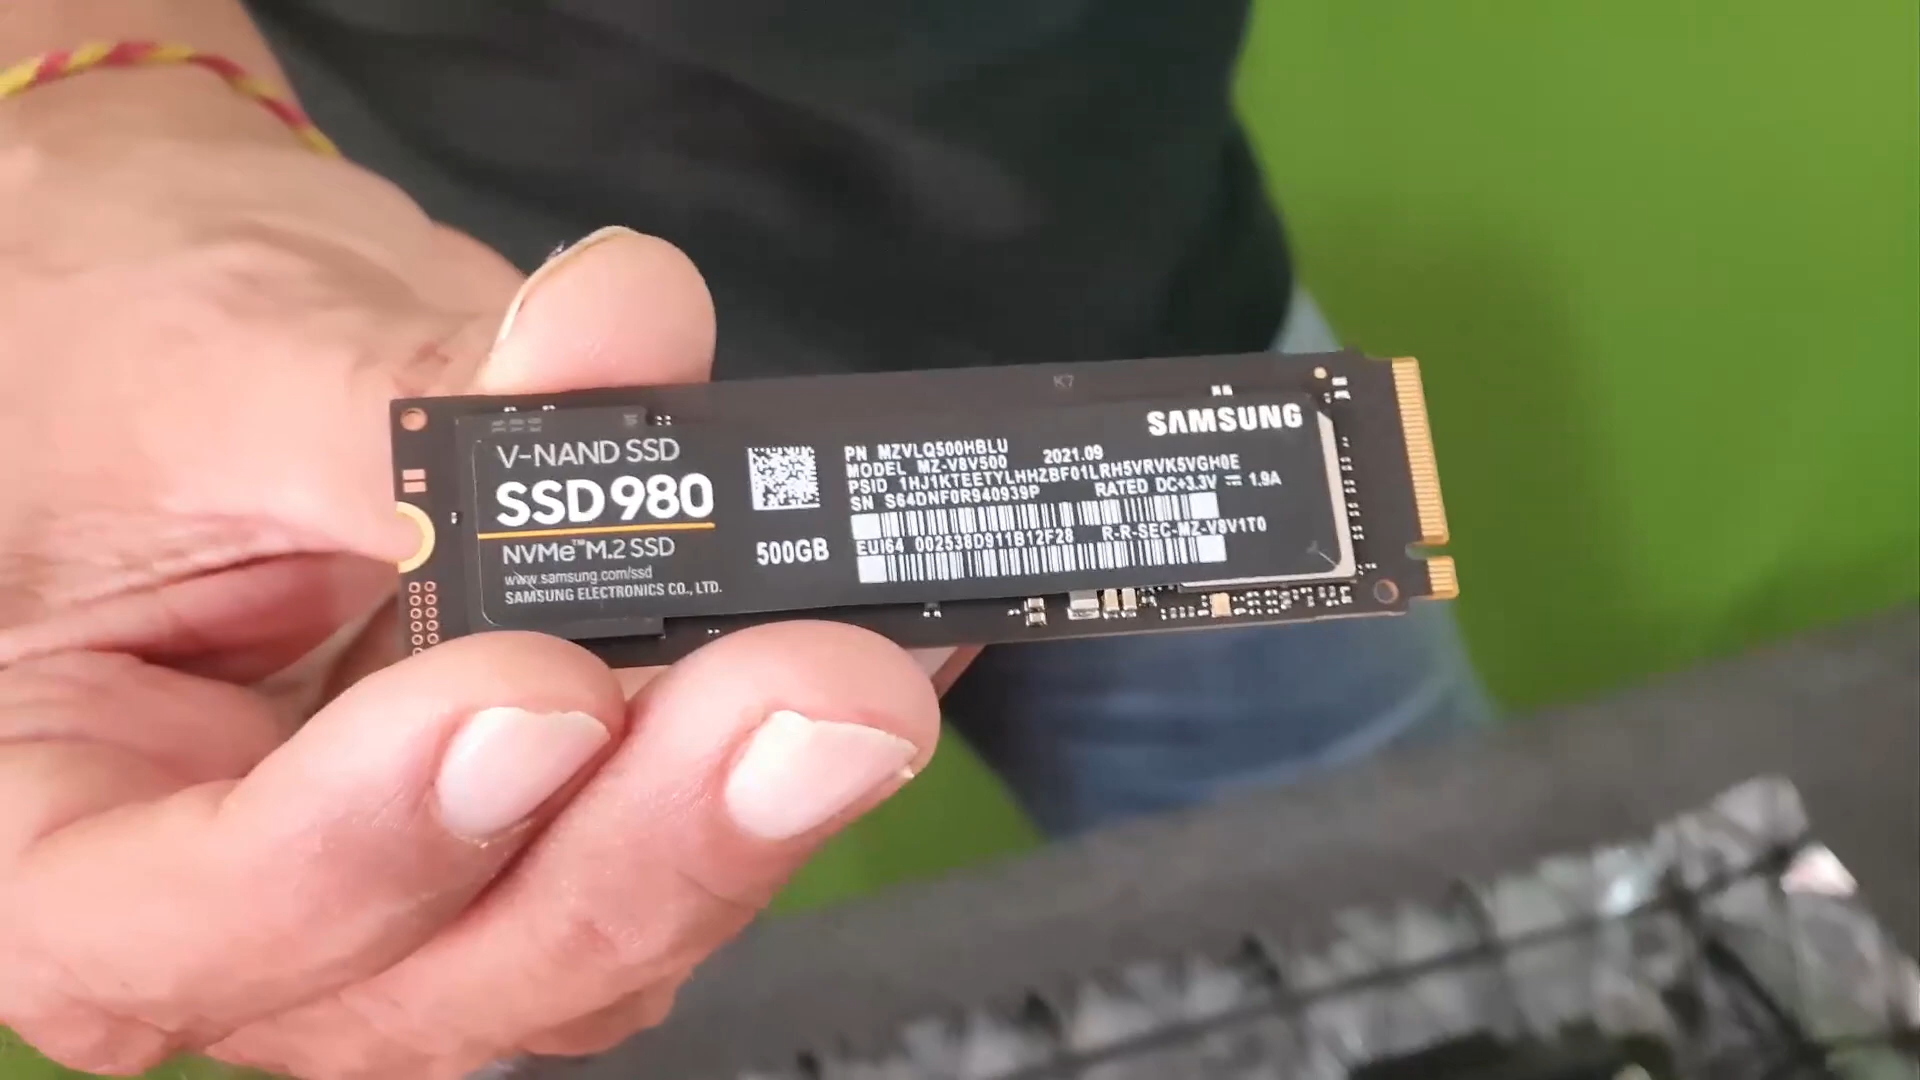 K7
SAMSUNG
V-NAND SSD
SSD 980
NVMe™ M.2 SSD
www.samsung.com/ssd
SAMSUNG ELECTRONICS CO., LTD.
500GB
PN MZVLQ500HBLU 2021.09
MODEL MZ-V8V500
PSID 1HJ1KTEETYLHHZBF01LRH5VRVK5VGH0E
SN S64DNF0R940939P RATED DC+3.3V ⎓ 1.9A
EUI64 002538D911B12F28 R-R-SEC-MZ-V8V1T0